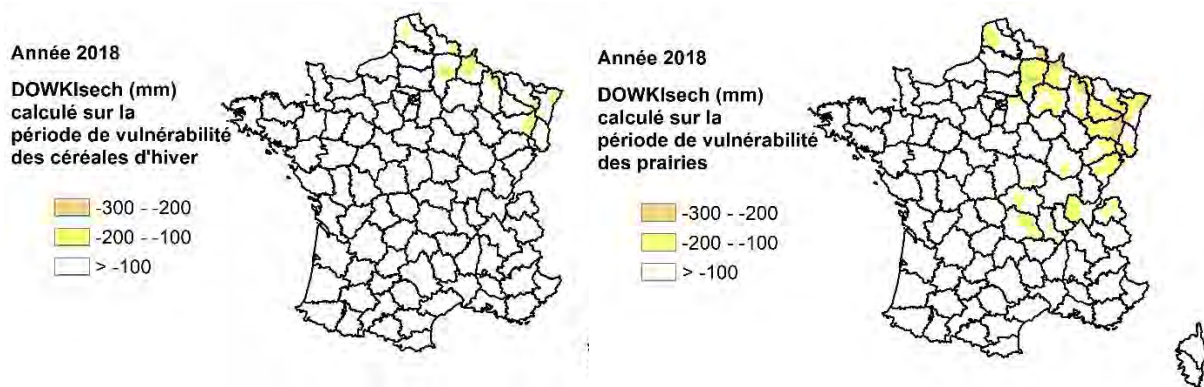 Année 2018
DOWKIsech (mm)
calculé sur la
période de vulnérabilité
des céréales d'hiver
-300 - -200
-200 - -100
> -100
Année 2018
DOWKIsech (mm)
calculé sur la
période de vulnérabilité
des prairies
-300 - -200
-200 - -100
> -100